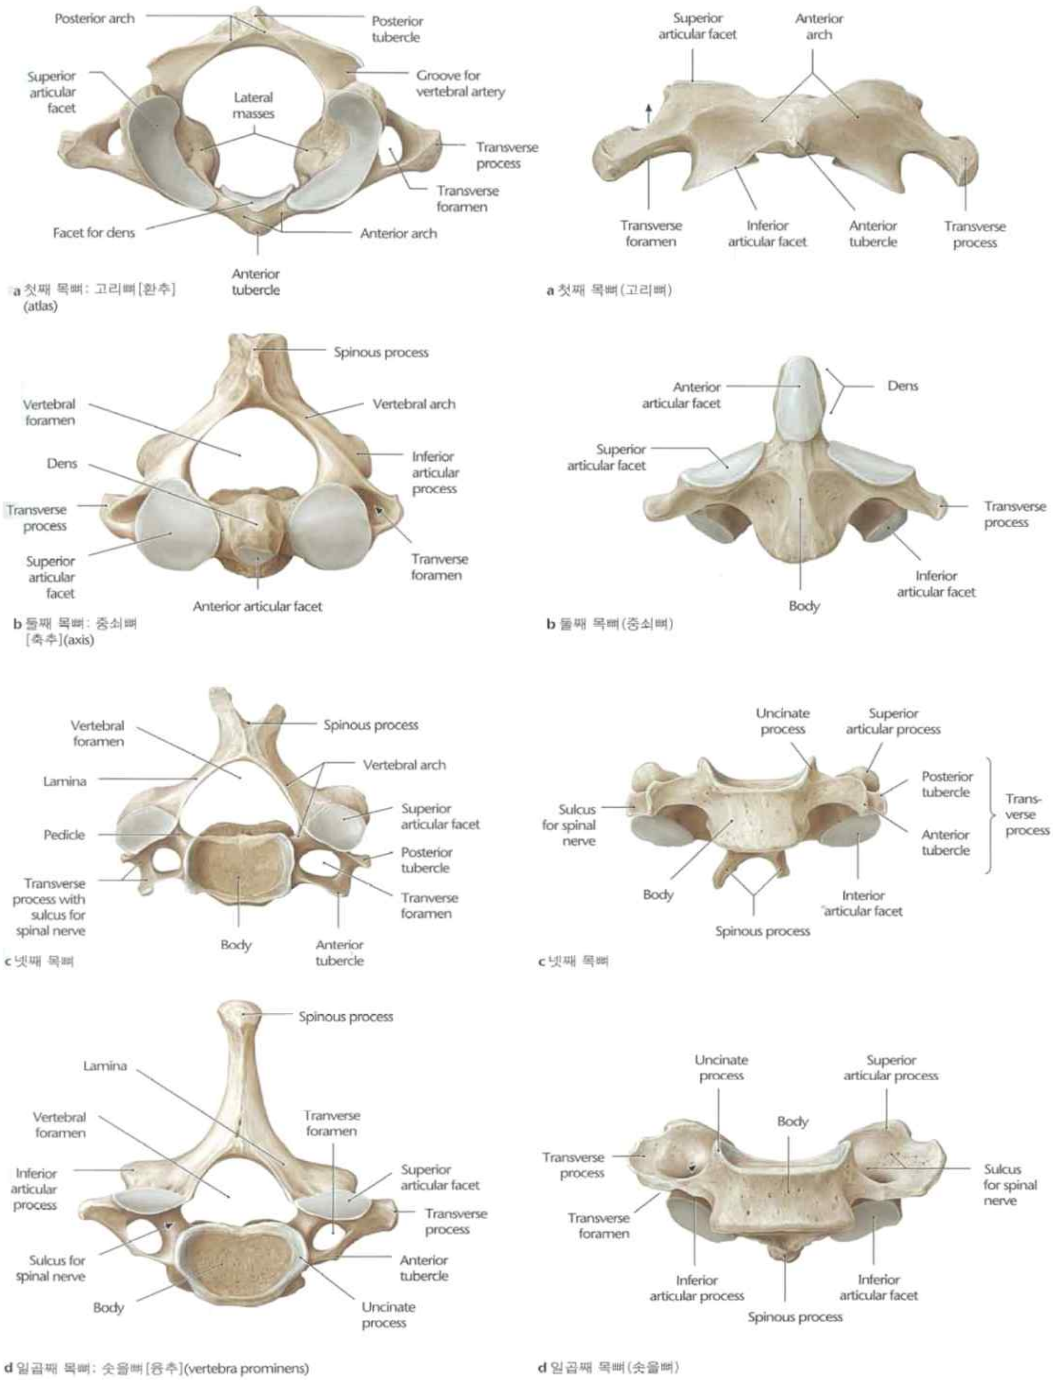 Posterior arch
Posterior
tubercle
Superior
articular
facet
Groove for
vertebral artery
Lateral
masses
Transverse
process
Transverse
foramen
Facet for dens
Anterior arch
Anterior
tubercle
a 첫째 목뼈: 고리뼈[환추]
(atlas)
Superior
articular facet
Anterior
arch
Transverse
foramen
Inferior
articular facet
Anterior
tubercle
Transverse
process
a 첫째 목뼈(고리뼈)
Spinous process
Vertebral
foramen
Vertebral arch
Dens
Inferior
articular
process
Transverse
process
Superior
articular
facet
Tranverse
foramen
Anterior articular facet
b 둘째 목뼈: 중쇠뼈
[축추](axis)
Anterior
articular facet
Dens
Superior
articular facet
Transverse
process
Inferior
articular facet
Body
b 둘째 목뼈(중쇠뼈)
Vertebral
foramen
Spinous process
Lamina
Vertebral arch
Superior
articular facet
Pedicle
Posterior
tubercle
Transverse
process with
sulcus for
spinal nerve
Tranverse
foramen
Body
Anterior
tubercle
c 넷째 목뼈
Uncinate
process
Superior
articular process
Posterior
tubercle
Trans-
verse
process
Sulcus
for spinal
nerve
Anterior
tubercle
Body
Interior
articular facet
Spinous process
c 넷째 목뼈
Spinous process
Lamina
Vertebral
foramen
Tranverse
foramen
Inferior
articular
process
Superior
articular facet
Transverse
process
Sulcus for
spinal nerve
Anterior
tubercle
Body
Uncinate
process
d 일곱째 목뼈: 솟을뼈[융추](vertebra prominens)
Uncinate
process
Superior
articular process
Body
Transverse
process
Sulcus
for spinal
nerve
Transverse
foramen
Inferior
articular process
Inferior
articular facet
Spinous process
d 일곱째 목뼈(솟을뼈)